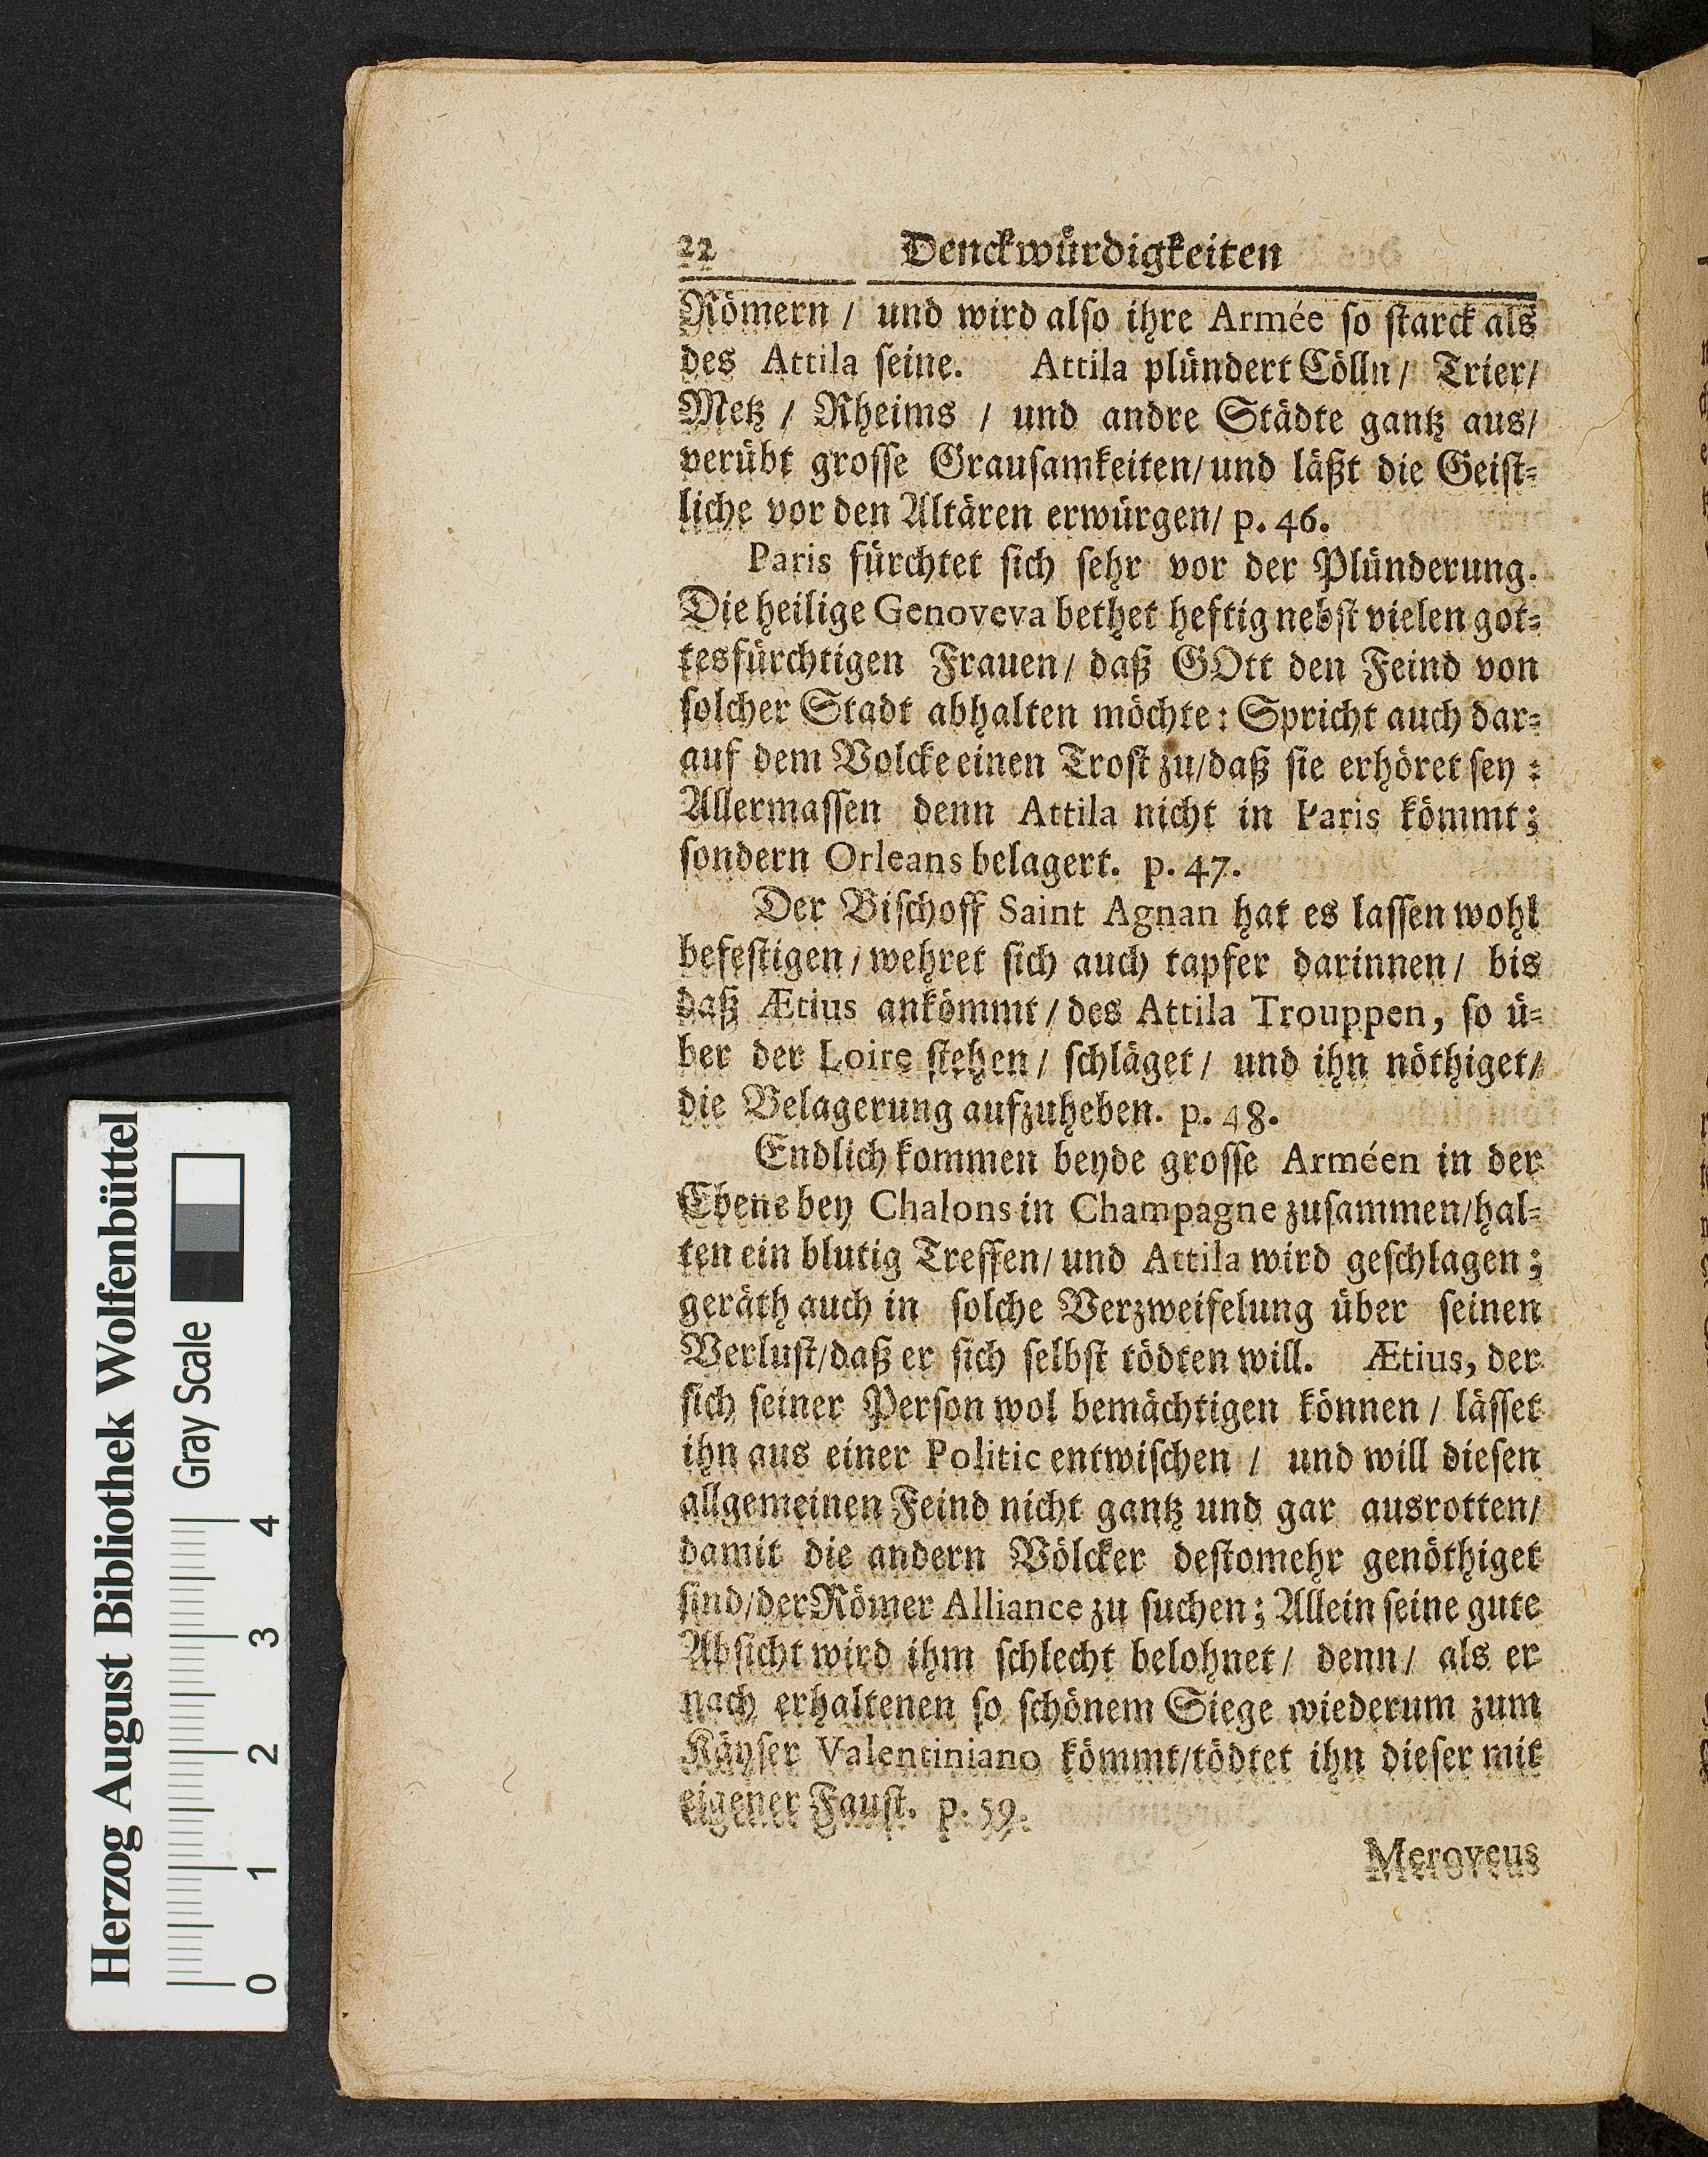 22 Denckwürdigkeiten
Römern / und wird also ihre Armée so starck als
des Attila seine. Attila plündert Cölln / Trier /
Metz / Rheims / und andre Städte gantz aus /
verübt grosse Grausamkeiten / und läßt die Geist=
liche vor den Altären erwürgen / p. 46.
Paris fürchtet sich sehr vor der Plünderung.
Die heilige Genoveva bethet heftig nebst vielen got=
tesfürchtigen Frauen / daß GOtt den Feind von
solcher Stadt abhalten möchte: Spricht auch dar=
auf dem Volcke einen Trost zu / daß sie erhöret sey:
Allermassen denn Attila nicht in Paris kömmt;
sondern Orleans belagert. p. 47.
Der Bischoff Saint Agnan hat es lassen wohl
befestigen / wehret sich auch tapfer darinnen / bis
daß Ætius ankömmt / des Attila Trouppen, so ü=
ber der Loire stehen / schläget / und ihn nöthiget /
die Belagerung aufzuheben. p. 48.
Endlich kommen beyde grosse Arméen in der
Ebene bey Chalons in Champagne zusammen / hal=
ten ein blutig Treffen / und Attila wird geschlagen;
geräth auch in solche Verzweifelung über seinen
Verlust / daß er sich selbst tödten will. Ætius, der
sich seiner Person wol bemächtigen können / lässet
ihn aus einer Politic entwischen / und will diesen
allgemeinen Feind nicht gantz und gar ausrotten /
damit die andern Völcker destomehr genöthiget
sind / der Römer Alliance zu suchen; Allein seine gute
Absicht wird ihm schlecht belohnet / denn / als er
nach erhaltenen so schönem Siege wiederum zum
Käyser Valentiniano kömmt / tödtet ihn dieser mit
eigener Faust. p. 59.
Meroveus
Herzog August Bibliothek Wolfenbüttel
Gray Scale
0 1 2 3 4